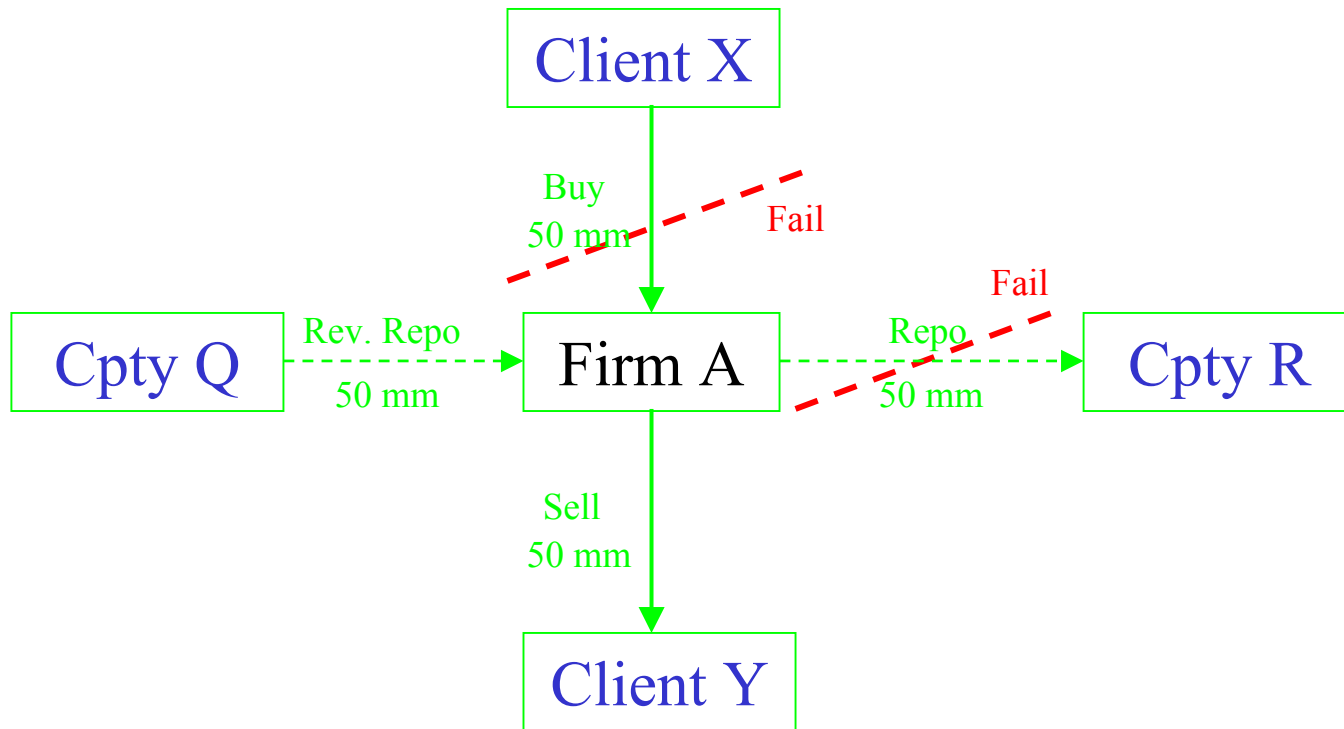 Client X
Buy
50 mm
Fail
Fail
Cpty Q
Rev. Repo
50 mm
Firm A
Repo
50 mm
Cpty R
Sell
50 mm
Client Y